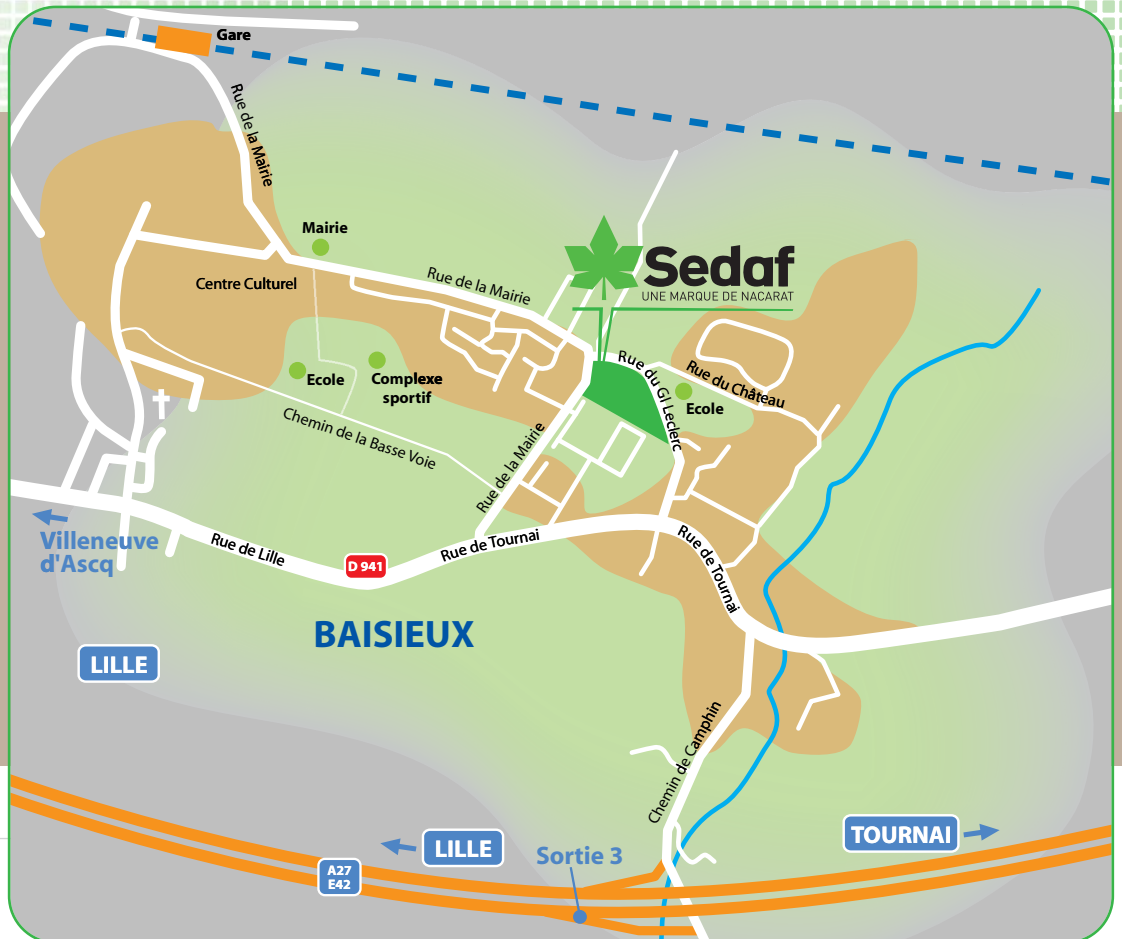 Gare
Rue de la Mairie
Mairie
Centre Culturel
Rue de la Mairie
Sedaf
UNE MARQUE DE NACARAT
Ecole
Complexe
sportif
Rue du Gl Leclerc
Rue du Château
Ecole
Chemin de la Basse Voie
Rue de la Mairie
Villeneuve
d'Ascq
Rue de Lille
D 941
Rue de Tournai
Rue de Tournai
BAISIEUX
LILLE
Chemin de Camphin
LILLE
Sortie 3
TOURNAI
A27
E42